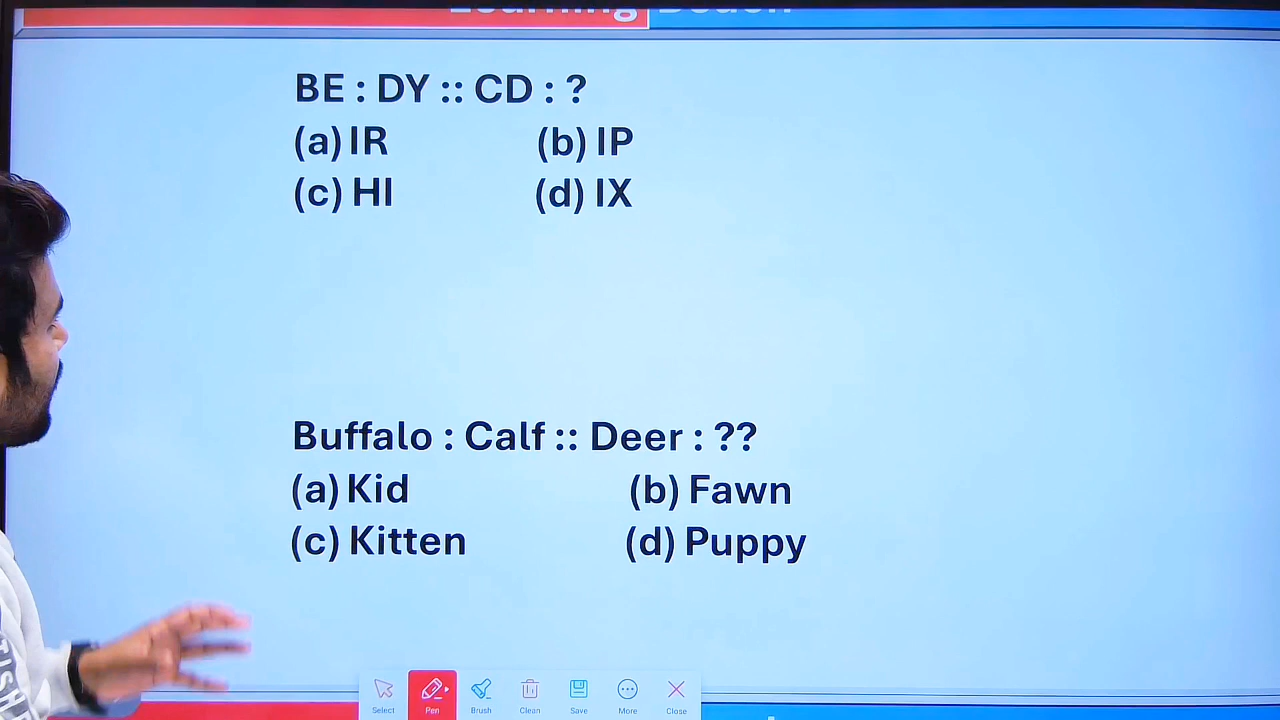 Learning
BE : DY :: CD : ?
(a) IR (b) IP
(c) HI (d) IX
Buffalo : Calf :: Deer : ??
(a) Kid (b) Fawn
(c) Kitten (d) Puppy
Select Pen Brush Clean Save More Close